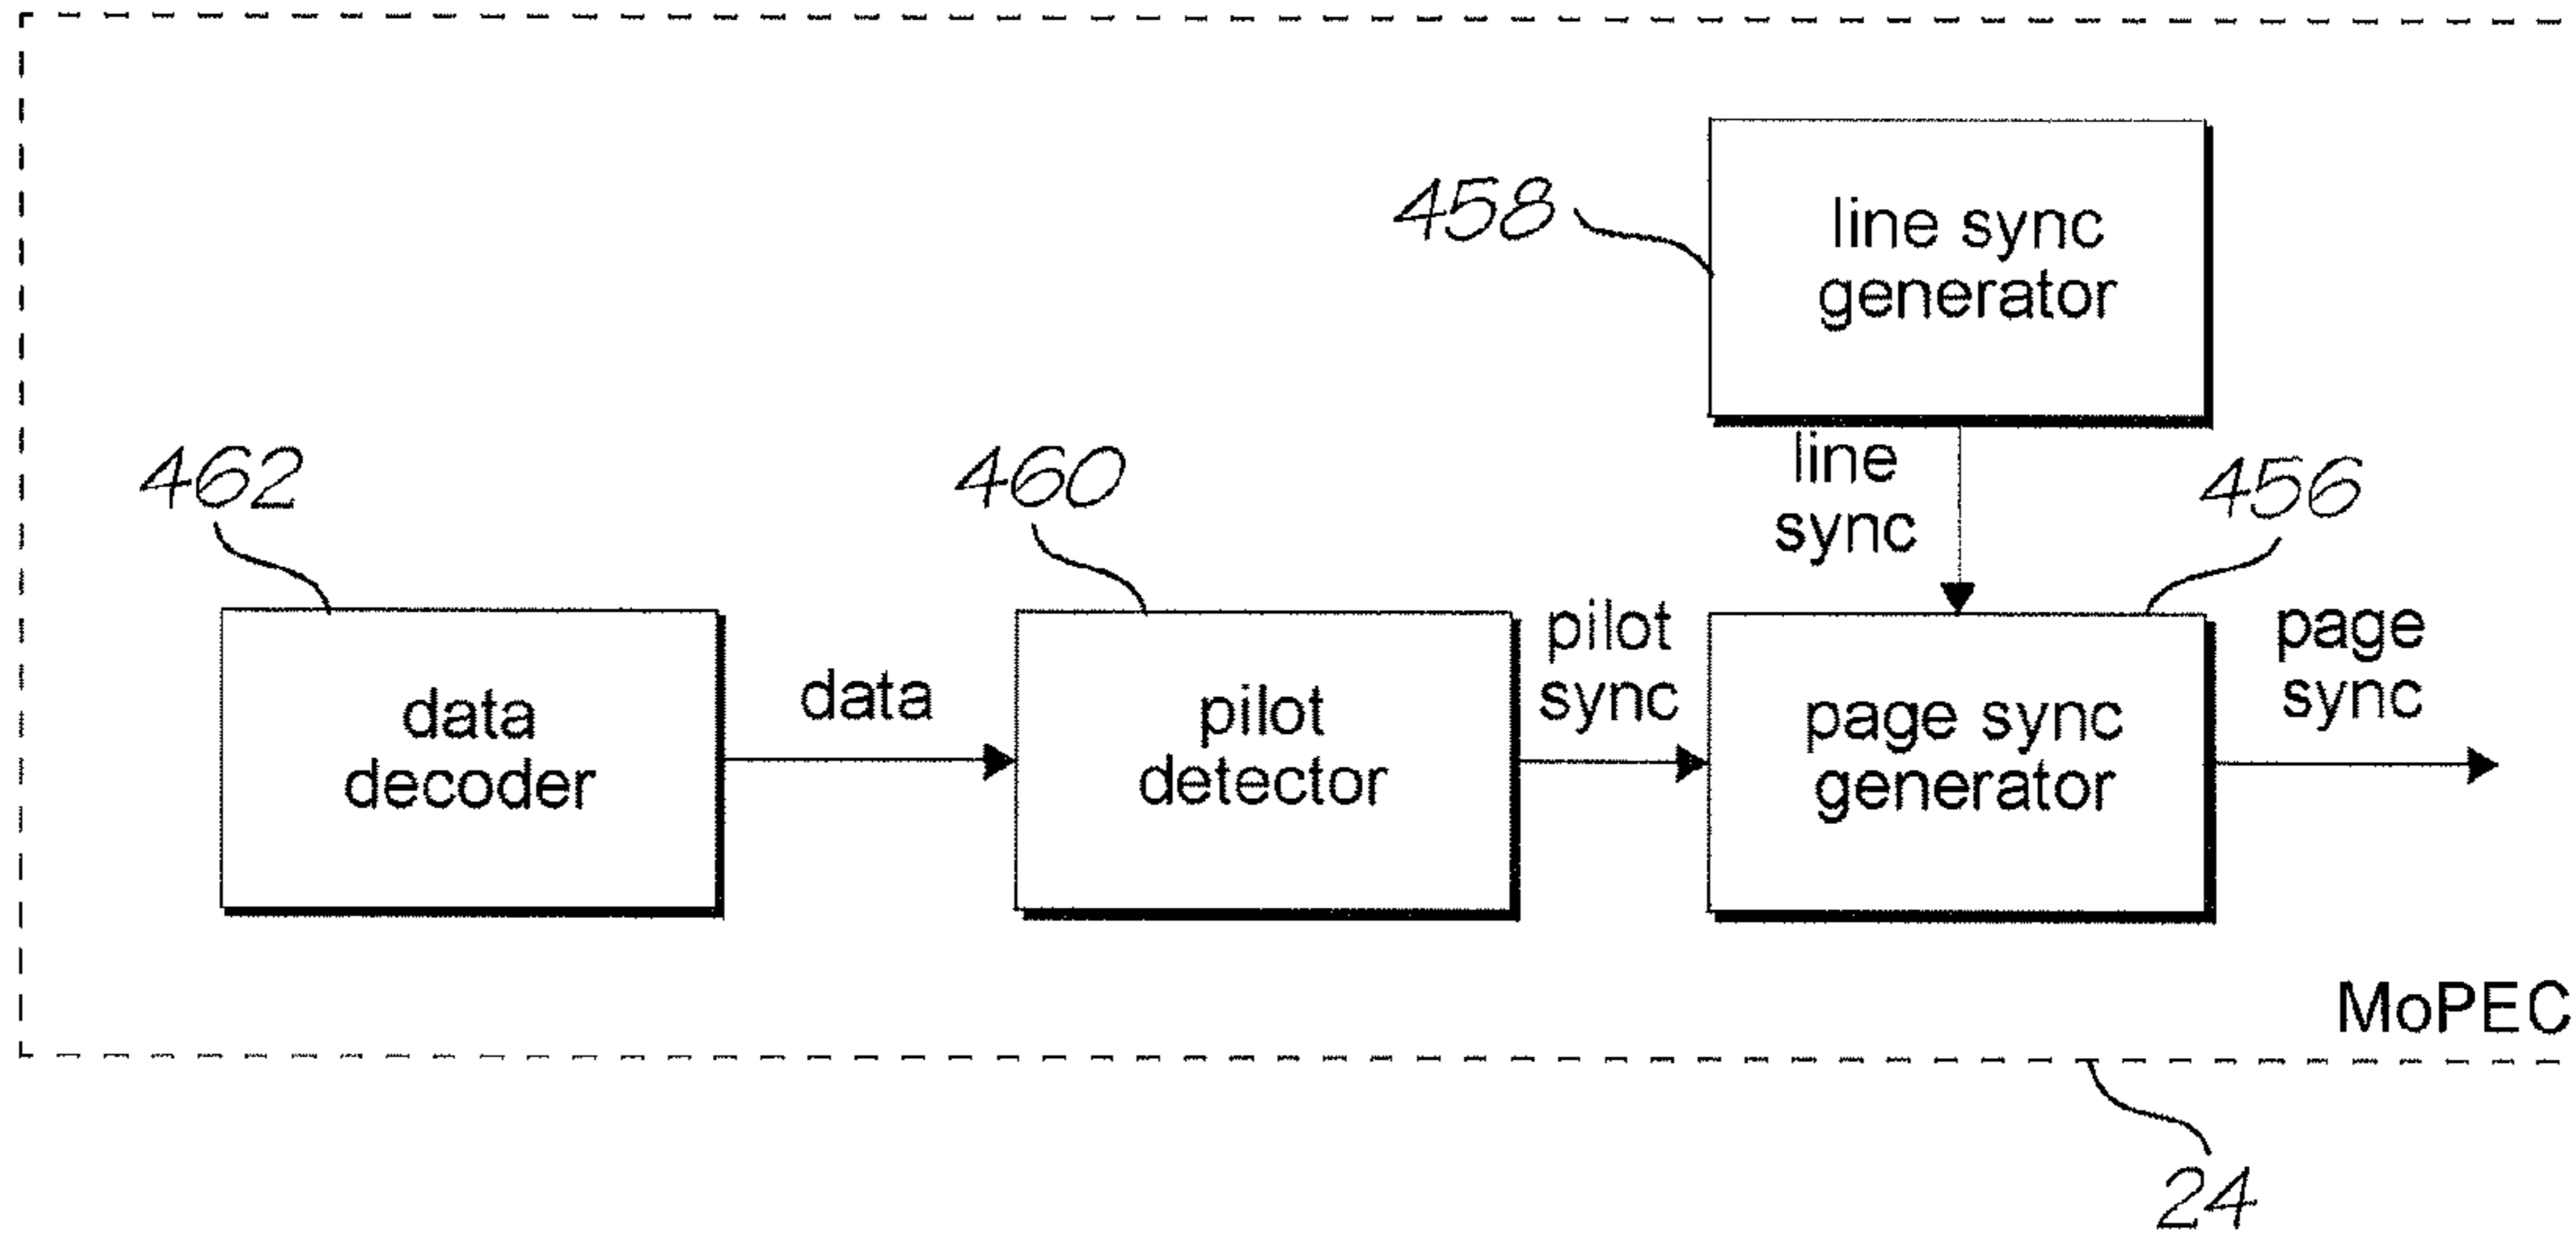 458
line sync
generator
462
460
line
sync
456
data
decoder
data
pilot
detector
pilot
sync
page sync
generator
page
sync
MoPEC
24